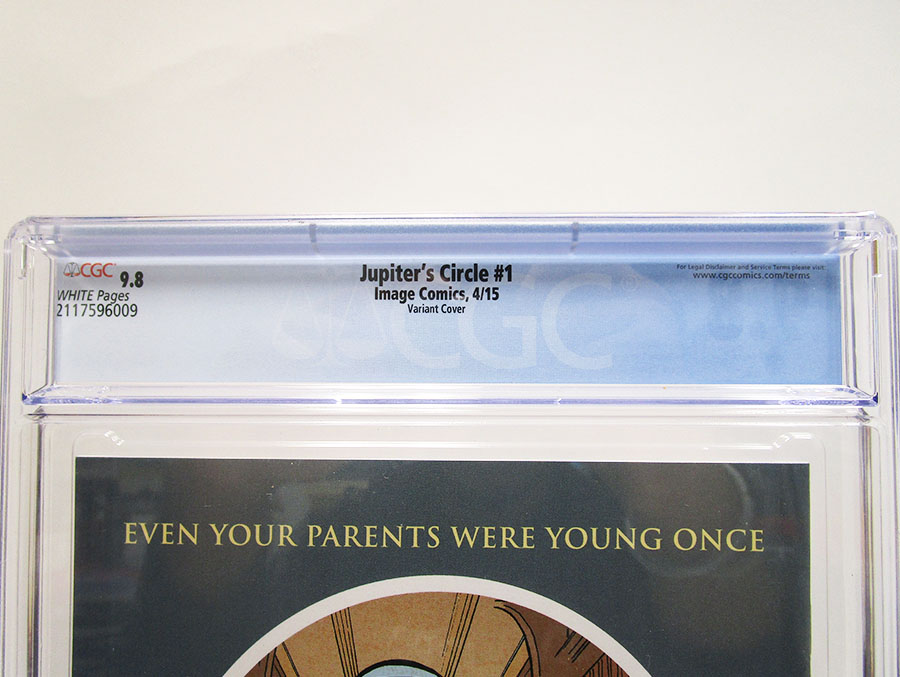 CGC 9.8
WHITE Pages
2117596009
Jupiter's Circle #1
Image Comics, 4/15
Variant Cover
For Legal Disclaimer and Service Terms please visit
www.cgccomics.com/terms
CGC
EVEN YOUR PARENTS WERE YOUNG ONCE